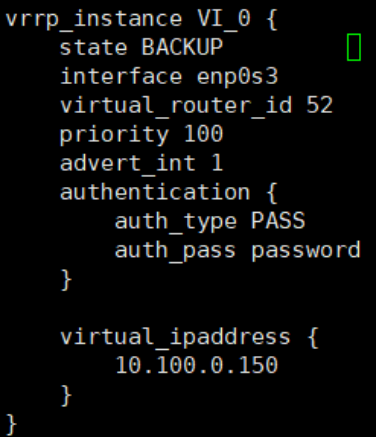 vrrp_instance VI_0 {
    state BACKUP
    interface enp0s3
    virtual_router_id 52
    priority 100
    advert_int 1
    authentication {
        auth_type PASS
        auth_pass password
    }

    virtual_ipaddress {
        10.100.0.150
    }
}